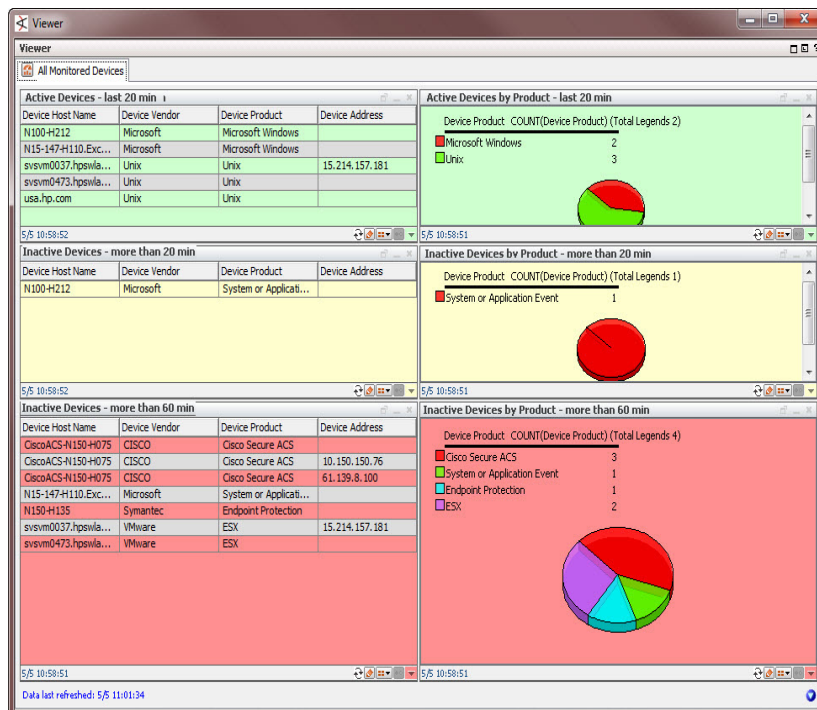 Viewer
Viewer
All Monitored Devices
Active Devices - last 20 min
Device Host Name Device Vendor Device Product Device Address
N100-H212 Microsoft Microsoft Windows
N15-147-H110.Exc... Microsoft Microsoft Windows
svsvm0037.hpswla... Unix Unix 15.214.157.181
svsvm0473.hpswla... Unix Unix
usa.hp.com Unix Unix
5/5 10:58:52
Active Devices by Product - last 20 min
Device Product COUNT(Device Product) (Total Legends 2)
Microsoft Windows 2
Unix 3
5/5 10:58:51
Inactive Devices - more than 20 min
Device Host Name Device Vendor Device Product Device Address
N100-H212 Microsoft System or Applicati...
5/5 10:58:52
Inactive Devices by Product - more than 20 min
Device Product COUNT(Device Product) (Total Legends 1)
System or Application Event 1
5/5 10:58:51
Inactive Devices - more than 60 min
Device Host Name Device Vendor Device Product Device Address
CiscoACS-N150-H075 CISCO Cisco Secure ACS
CiscoACS-N150-H075 CISCO Cisco Secure ACS 10.150.150.76
CiscoACS-N150-H075 CISCO Cisco Secure ACS 61.139.8.100
N15-147-H110.Exc... Microsoft System or Applicati...
N150-H135 Symantec Endpoint Protection
svsvm0037.hpswla... VMware ESX 15.214.157.181
svsvm0473.hpswla... VMware ESX
5/5 10:58:51
Inactive Devices by Product - more than 60 min
Device Product COUNT(Device Product) (Total Legends 4)
Cisco Secure ACS 3
System or Application Event 1
Endpoint Protection 1
ESX 2
5/5 10:58:51
Data last refreshed: 5/5 11:01:34